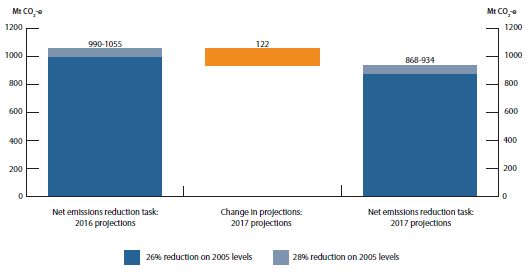 Mt CO2-e
Mt CO2-e
1200
1000
800
600
400
200
0
990-1055
122
868-934
1200
1000
800
600
400
200
0
Net emissions reduction task:
2016 projections
Change in projections:
2017 projections
Net emissions reduction task:
2017 projections
26% reduction on 2005 levels
28% reduction on 2005 levels